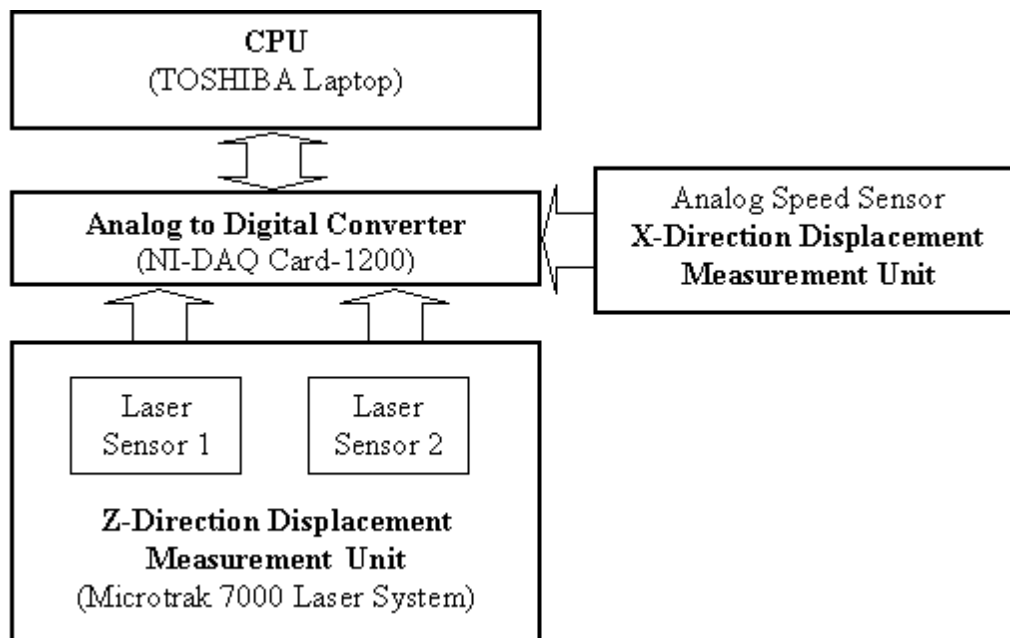 CPU
(TOSHIBA Laptop)
Analog to Digital Converter
(NI-DAQ Card-1200)
Analog Speed Sensor
X-Direction Displacement
Measurement Unit
Laser
Sensor 1
Laser
Sensor 2
Z-Direction Displacement
Measurement Unit
(Microtrak 7000 Laser System)